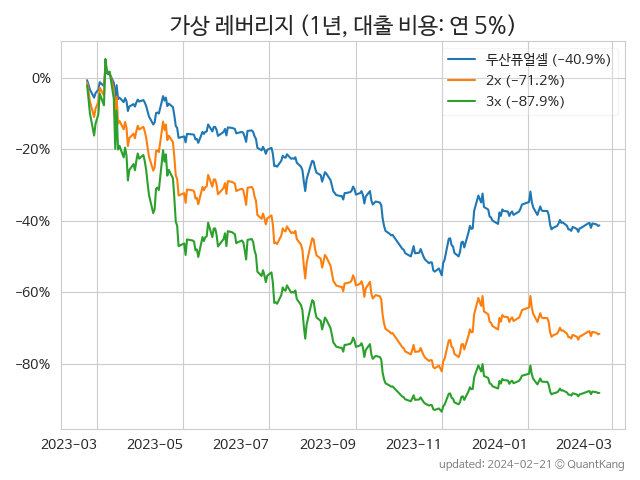 가상 레버리지 (1년, 대출 비용: 연 5%)
두산퓨얼셀 (−40.9%)
2x (−71.2%)
3x (−87.9%)
0%
−20%
−40%
−60%
−80%
2023-03 2023-05 2023-07 2023-09 2023-11 2024-01 2024-03
updated: 2024-02-21 © QuantKang